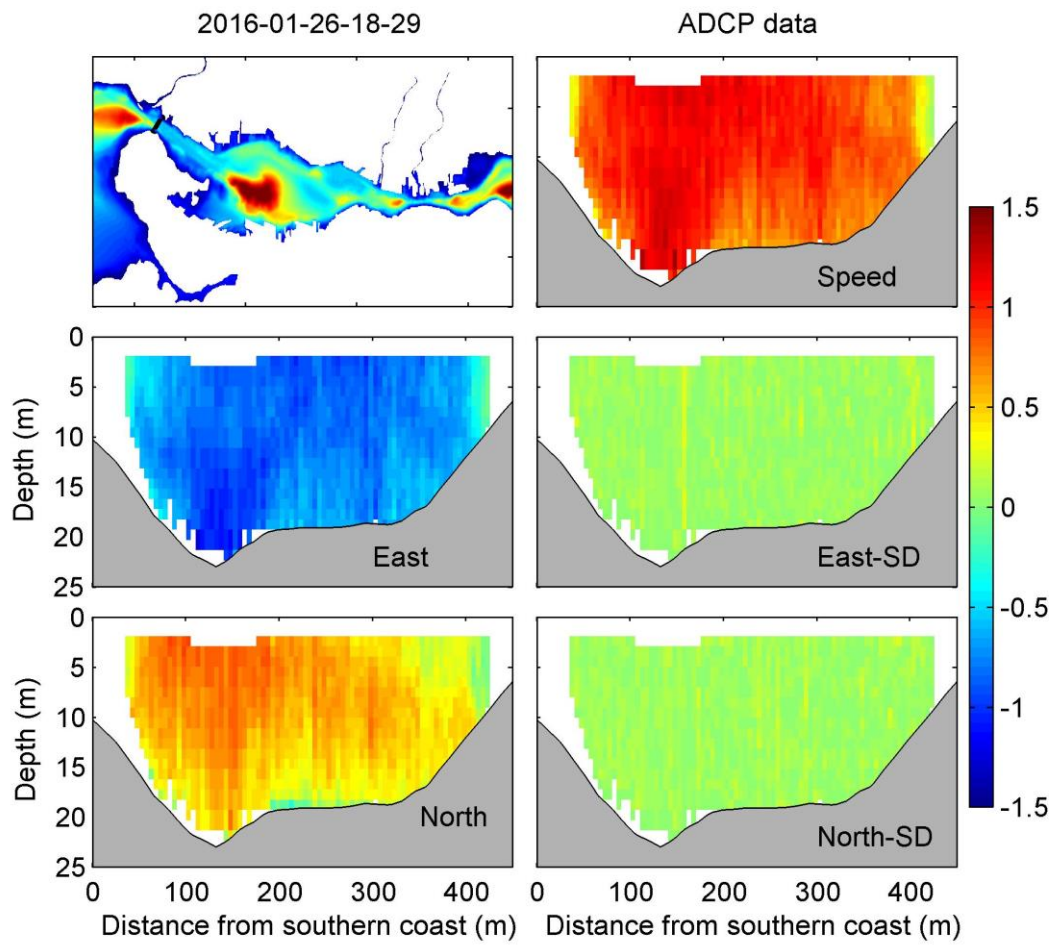 2016-01-26-18-29
ADCP data
Speed
1.5
1
0.5
0
-0.5
-1
-1.5
0
5
10
15
20
25
Depth (m)
East
East-SD
0
5
10
15
20
25
Depth (m)
North
North-SD
0 100 200 300 400
Distance from southern coast (m)
0 100 200 300 400
Distance from southern coast (m)